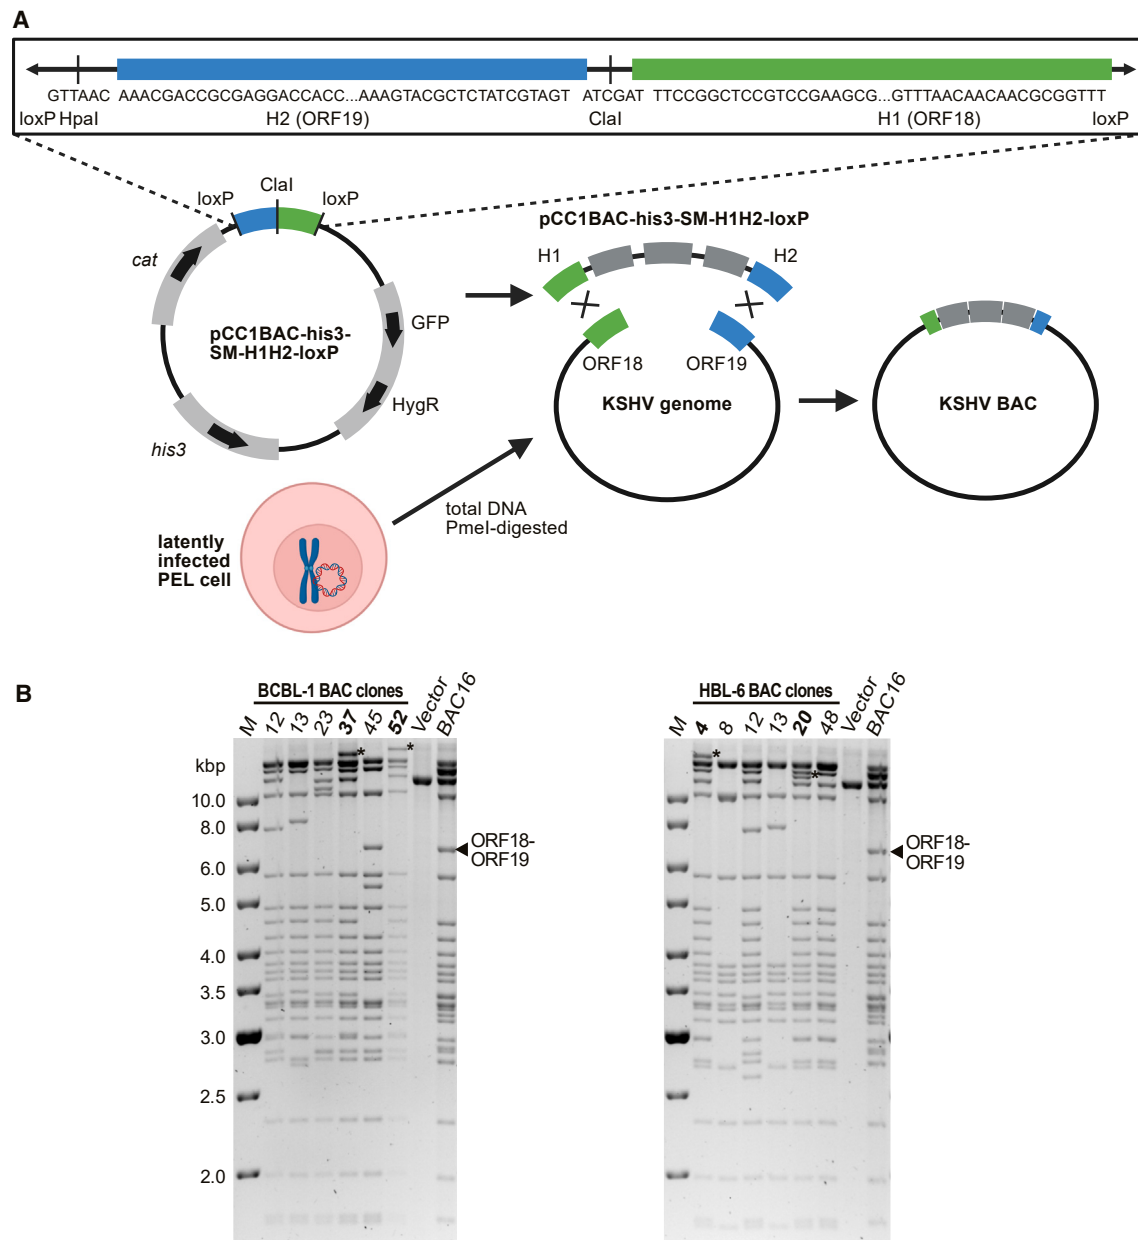 A
GTTAAC AAACGACCGCGAGGACCACC...AAAGTACGCTCTATCGTAGT ATCGAT TTCCGGCTCCGTCCGAAGCG...GTTTAACAACAACGCGGTTT
loxP HpaI H2 (ORF19) ClaI H1 (ORF18) loxP
loxP ClaI loxP
cat
pCC1BAC-his3-
SM-H1H2-loxP
GFP
HygR
his3
pCC1BAC-his3-SM-H1H2-loxP
H1 H2
ORF18 ORF19
KSHV genome
KSHV BAC
total DNA
PmeI-digested
latently
infected
PEL cell
B
BCBL-1 BAC clones
M 12 13 23 37 45 52 Vector BAC16
* *
kbp
10.0
8.0
6.0
5.0
4.0
3.5
3.0
2.5
2.0
ORF18-
ORF19
HBL-6 BAC clones
M 4 8 12 13 20 48 Vector BAC16
*
*
ORF18-
ORF19